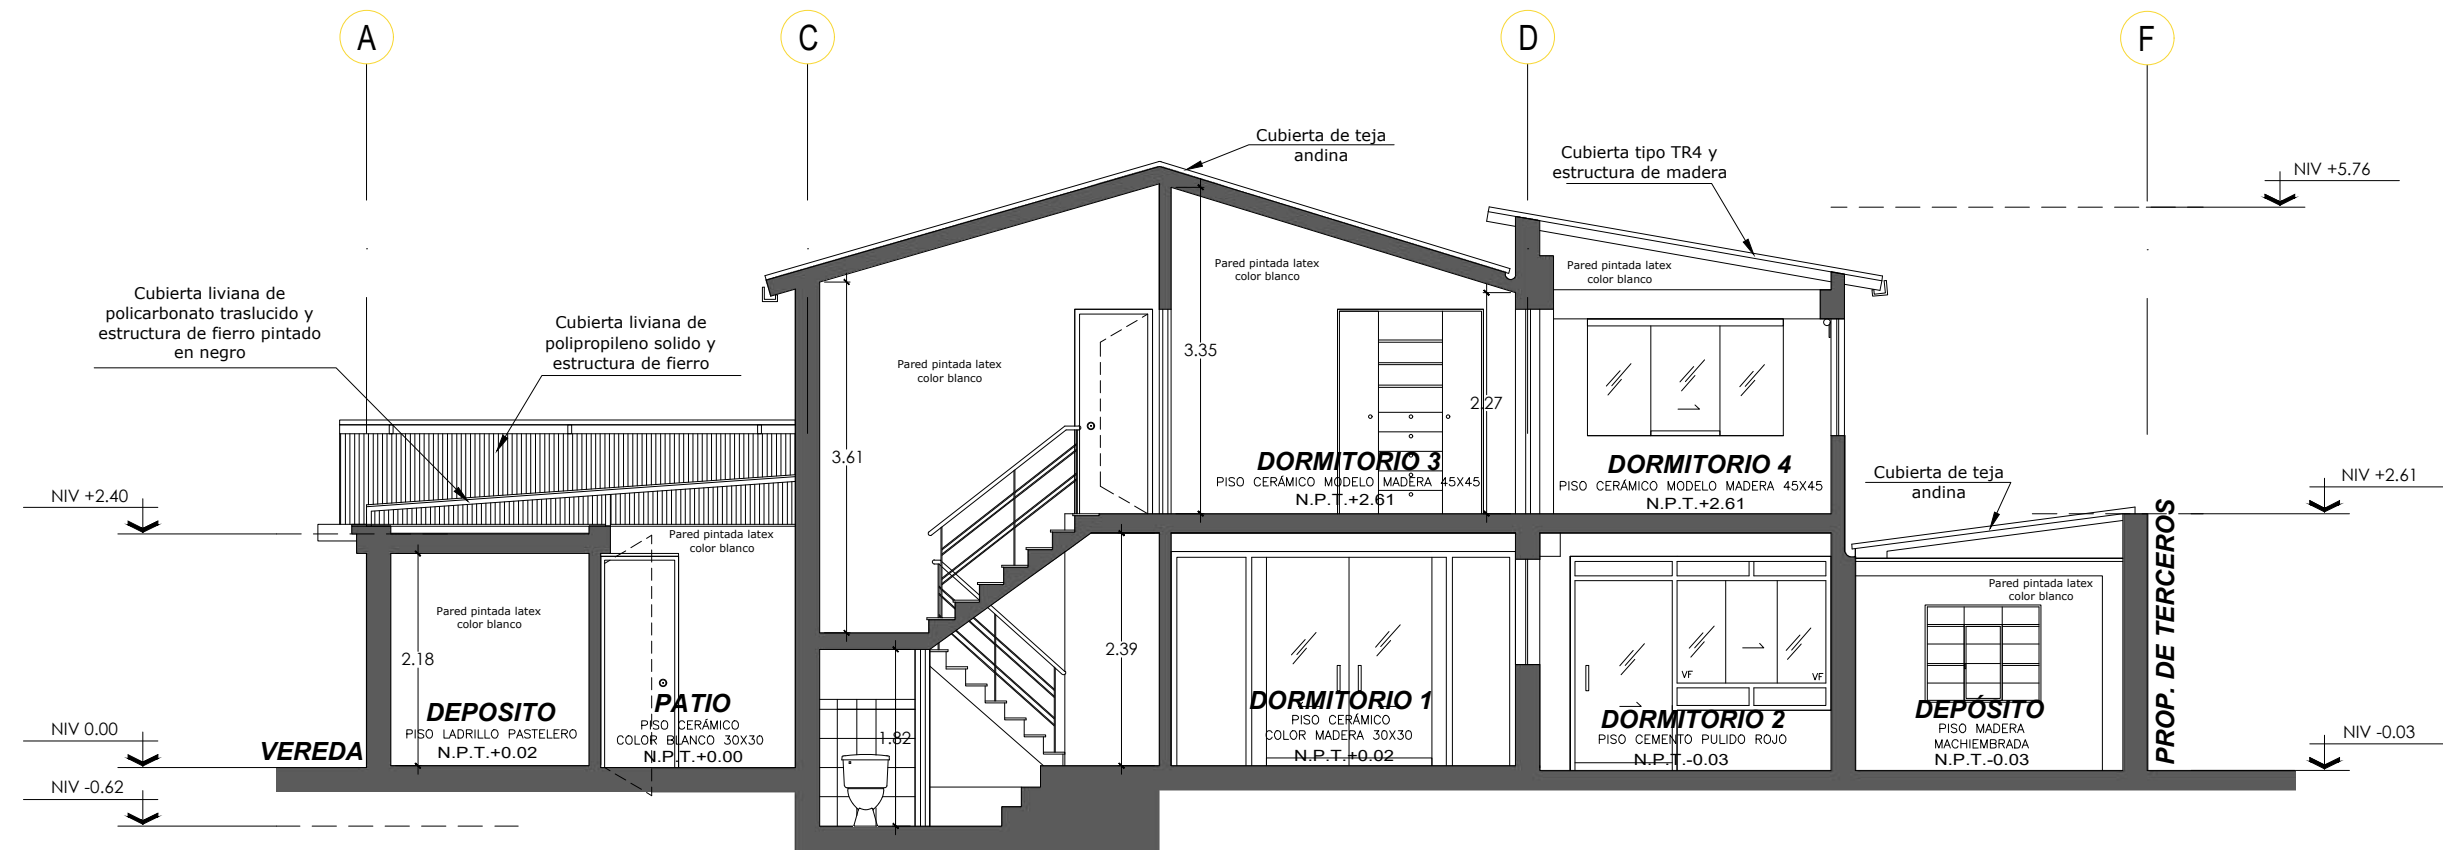 A
C
D
F
Cubierta de teja
andina
Cubierta tipo TR4 y
estructura de madera
NIV +5.76
Cubierta liviana de
policarbonato traslucido y
estructura de fierro pintado
en negro
Cubierta liviana de
polipropileno solido y
estructura de fierro
Pared pintada latex
color blanco
Pared pintada latex
color blanco
Pared pintada latex
color blanco
3.35
2.27
3.61
DORMITORIO 3
PISO CERÁMICO MODELO MADERA 45X45
N.P.T.+2.61
DORMITORIO 4
PISO CERÁMICO MODELO MADERA 45X45
N.P.T.+2.61
Cubierta de teja
andina
NIV +2.61
NIV +2.40
Pared pintada latex
color blanco
Pared pintada latex
color blanco
Pared pintada latex
color blanco
2.18
2.39
1.82
VF
VF
DEPOSITO
PISO LADRILLO PASTELERO
N.P.T.+0.02
PATIO
PISO CERÁMICO
COLOR BLANCO 30X30
N.P.T.+0.00
DORMITORIO 1
PISO CERÁMICO
COLOR MADERA 30X30
N.P.T.+0.02
DORMITORIO 2
PISO CEMENTO PULIDO ROJO
N.P.T.-0.03
DEPÓSITO
PISO MADERA
MACHIEMBRADA
N.P.T.-0.03
PROP. DE TERCEROS
NIV 0.00
VEREDA
NIV -0.03
NIV -0.62